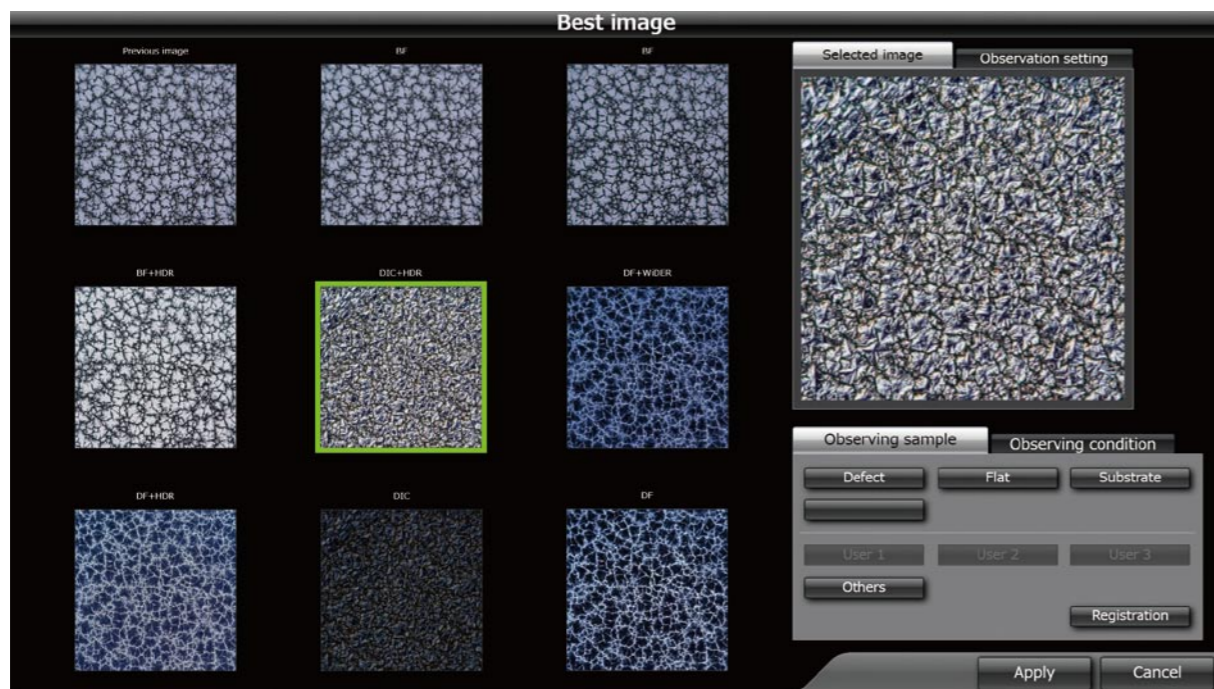 Best image
Previous image
BF
BF
BF+HDR
DIC+HDR
DF+WiDER
DF+HDR
DIC
DF
Selected image
Observation setting
Observing sample
Observing condition
Defect
Flat
Substrate
User 1
User 2
User 3
Others
Registration
Apply
Cancel